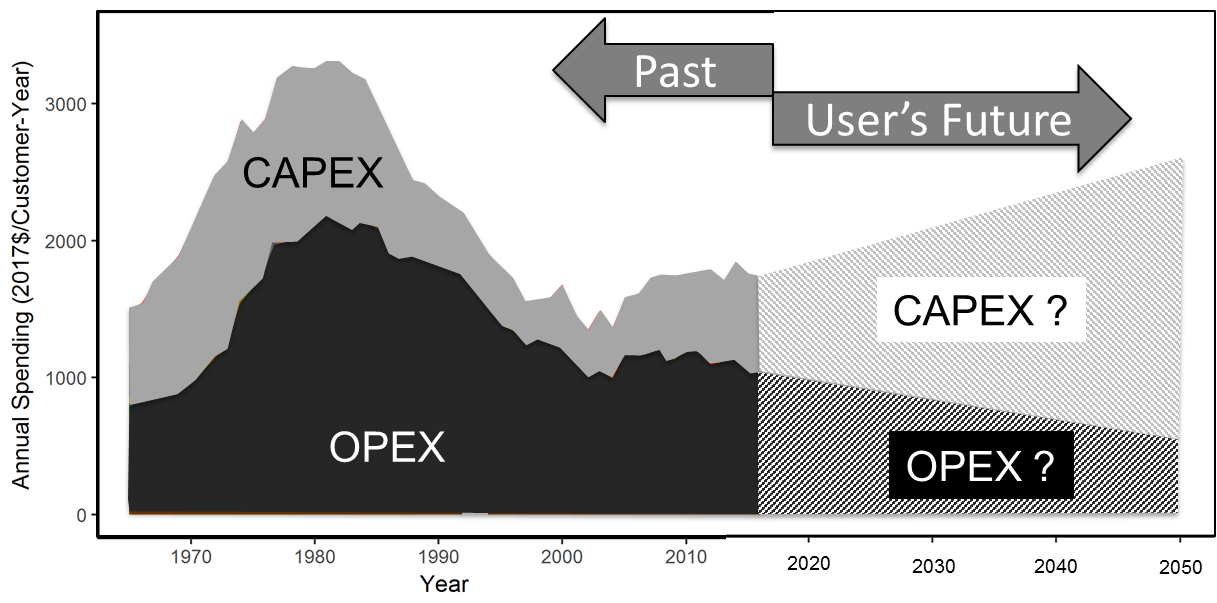 Annual Spending (2017$/Customer-Year)
3000
2000
1000
0
Past
User's Future
CAPEX
OPEX
CAPEX ?
OPEX ?
1970 1980 1990 2000 2010 2020 2030 2040 2050
Year